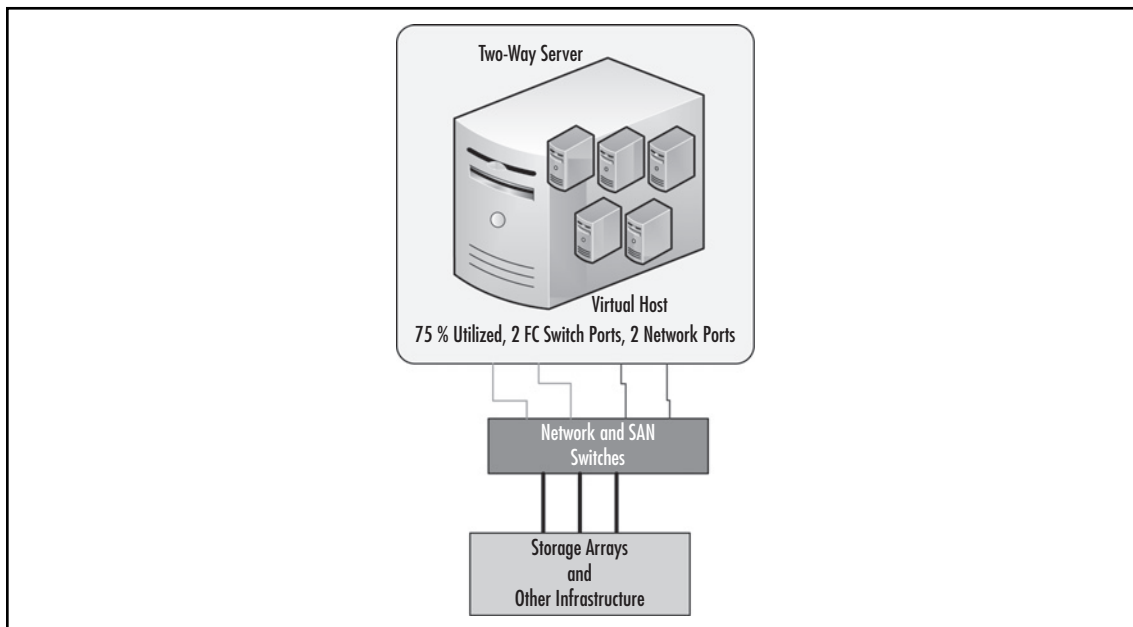 Two-Way Server
Virtual Host
75 % Utilized, 2 FC Switch Ports, 2 Network Ports
Network and SAN
Switches
Storage Arrays
and
Other Infrastructure